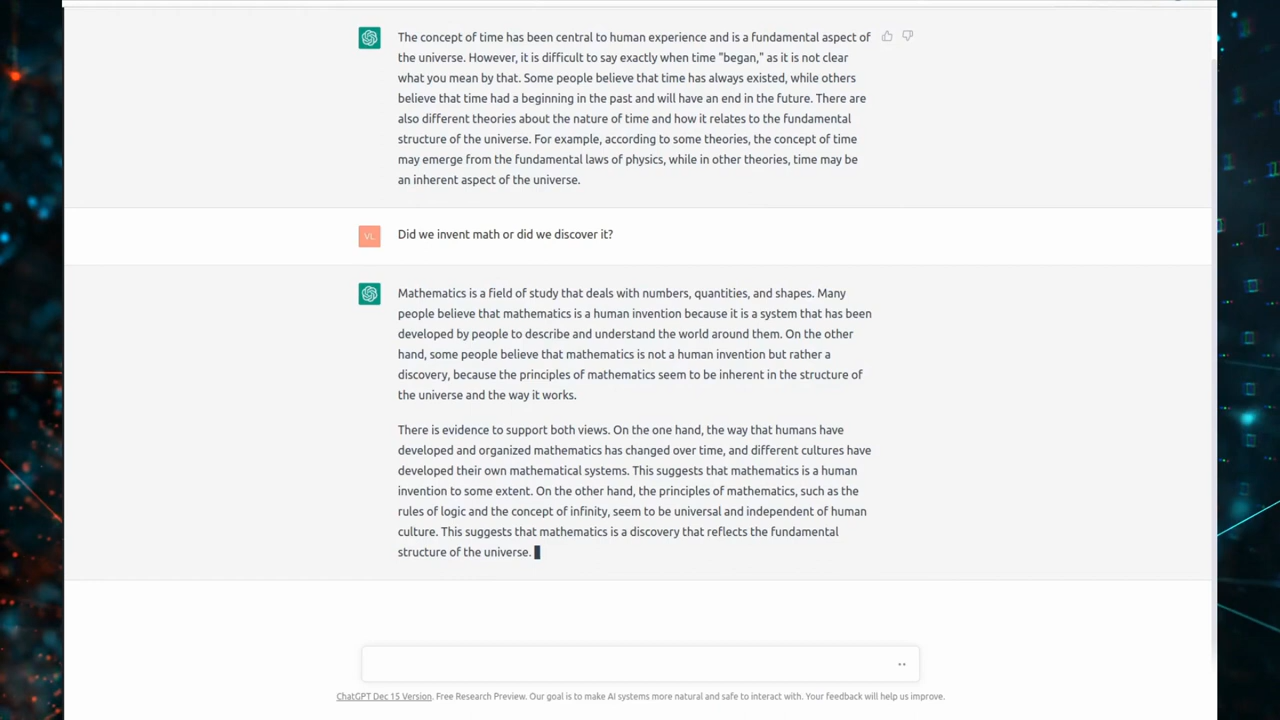 The concept of time has been central to human experience and is a fundamental aspect of
the universe. However, it is difficult to say exactly when time "began," as it is not clear
what you mean by that. Some people believe that time has always existed, while others
believe that time had a beginning in the past and will have an end in the future. There are
also different theories about the nature of time and how it relates to the fundamental
structure of the universe. For example, according to some theories, the concept of time
may emerge from the fundamental laws of physics, while in other theories, time may be
an inherent aspect of the universe.
VL
Did we invent math or did we discover it?
Mathematics is a field of study that deals with numbers, quantities, and shapes. Many
people believe that mathematics is a human invention because it is a system that has been
developed by people to describe and understand the world around them. On the other
hand, some people believe that mathematics is not a human invention but rather a
discovery, because the principles of mathematics seem to be inherent in the structure of
the universe and the way it works.
There is evidence to support both views. On the one hand, the way that humans have
developed and organized mathematics has changed over time, and different cultures have
developed their own mathematical systems. This suggests that mathematics is a human
invention to some extent. On the other hand, the principles of mathematics, such as the
rules of logic and the concept of infinity, seem to be universal and independent of human
culture. This suggests that mathematics is a discovery that reflects the fundamental
structure of the universe.
ChatGPT Dec 15 Version. Free Research Preview. Our goal is to make AI systems more natural and safe to interact with. Your feedback will help us improve.